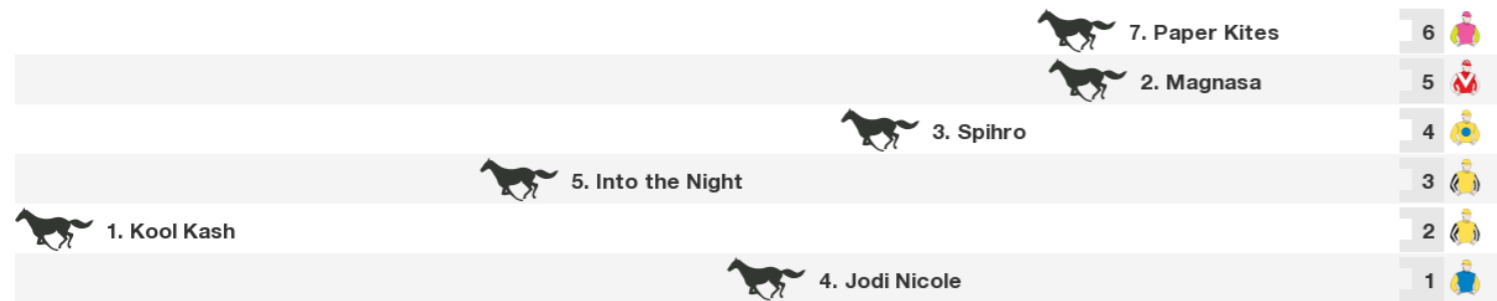 7. Paper Kites 6
2. Magnasa 5
3. Spihro 4
5. Into the Night 3
1. Kool Kash 2
4. Jodi Nicole 1